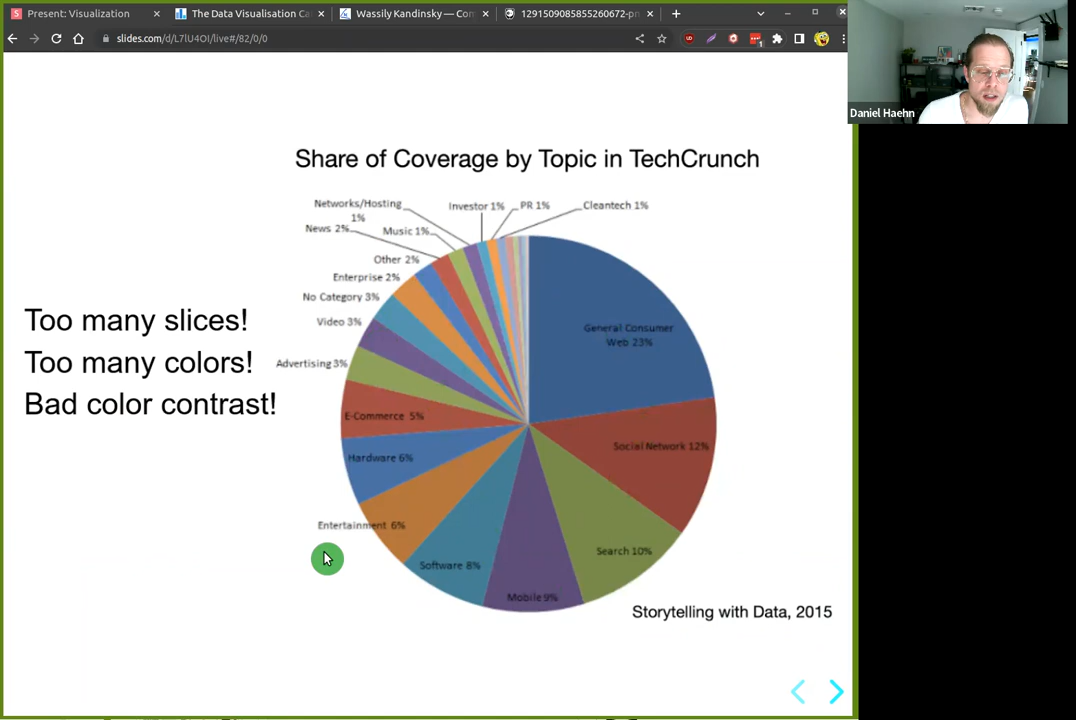 Present: Visualization
The Data Visualisation Ca
Wassily Kandinsky — Com
1291509085855260672-pn
slides.com/d/L7lU4OI/live#/82/0/0
Daniel Haehn
Share of Coverage by Topic in TechCrunch
Networks/Hosting
1%
Investor 1%
PR 1%
Cleantech 1%
News 2%
Music 1%
Other 2%
Enterprise 2%
No Category 3%
Video 3%
Advertising 3%
E-Commerce 5%
Hardware 6%
Entertainment 6%
Software 8%
Mobile 9%
Search 10%
Social Network 12%
General Consumer
Web 23%
Too many slices!
Too many colors!
Bad color contrast!
Storytelling with Data, 2015